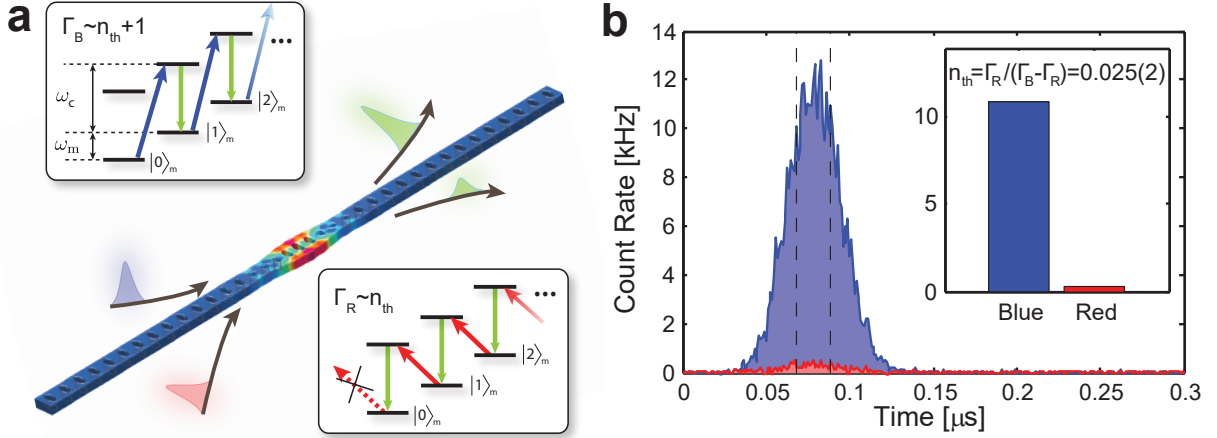 a
Γ_B~n_th+1
...
ω_c
ω_m
|0⟩_m
|1⟩_m
|2⟩_m
Γ_R~n_th
...
|0⟩_m
|1⟩_m
|2⟩_m
b
Count Rate [kHz]
14
12
10
8
6
4
2
0
0
0.05
0.1
0.15
0.2
0.25
0.3
Time [μs]
n_th=Γ_R/(Γ_B-Γ_R)=0.025(2)
10
5
0
Blue
Red